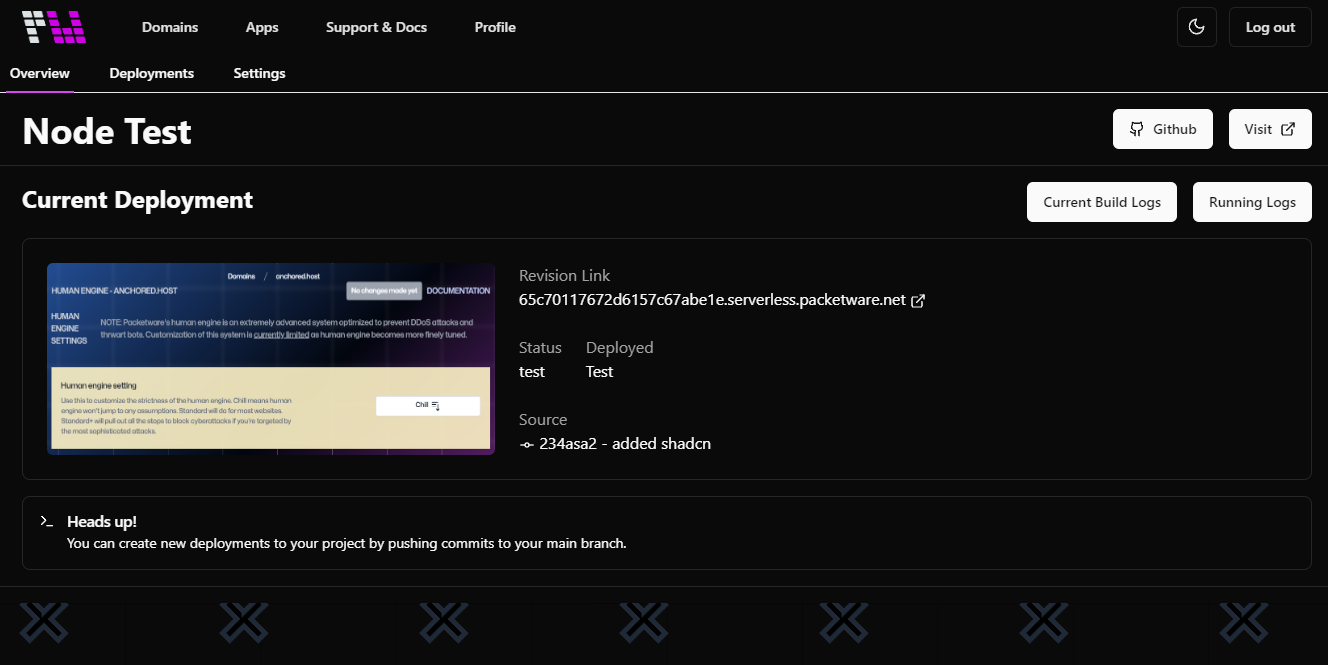 Domains Apps Support & Docs Profile Log out
Overview Deployments Settings
Node Test Github Visit
Current Deployment Current Build Logs Running Logs
Domains / anchored.host
HUMAN ENGINE - ANCHORED.HOST No changes made yet DOCUMENTATION
HUMAN
ENGINE
SETTINGS
NOTE: Packetware's human engine is an extremely advanced system optimized to prevent DDoS attacks and
thwart bots. Customization of this system is currently limited as human engine becomes more finely tuned.
Human engine setting
Use this to customize the strictness of the human engine. Chill means human
engine won't jump to any assumptions. Standard will do for most websites.
Standard+ will pull out all the steps to block cyberattacks if you're targeted by
the most sophisticated attacks.
Chill
Revision Link
65c70117672d6157c67abe1e.serverless.packetware.net
Status Deployed
test Test
Source
234asa2 - added shadcn
Heads up!
You can create new deployments to your project by pushing commits to your main branch.